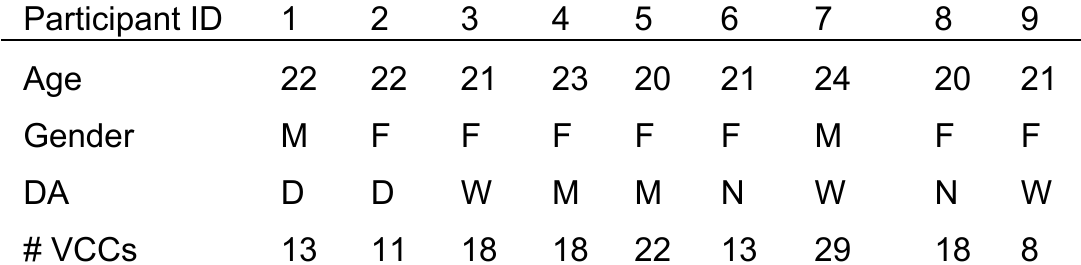 Participant ID 1 2 3 4 5 6 7 8 9
Age 22 22 21 23 20 21 24 20 21
Gender M F F F F F M F F
DA D D W M M N W N W
# VCCs 13 11 18 18 22 13 29 18 8